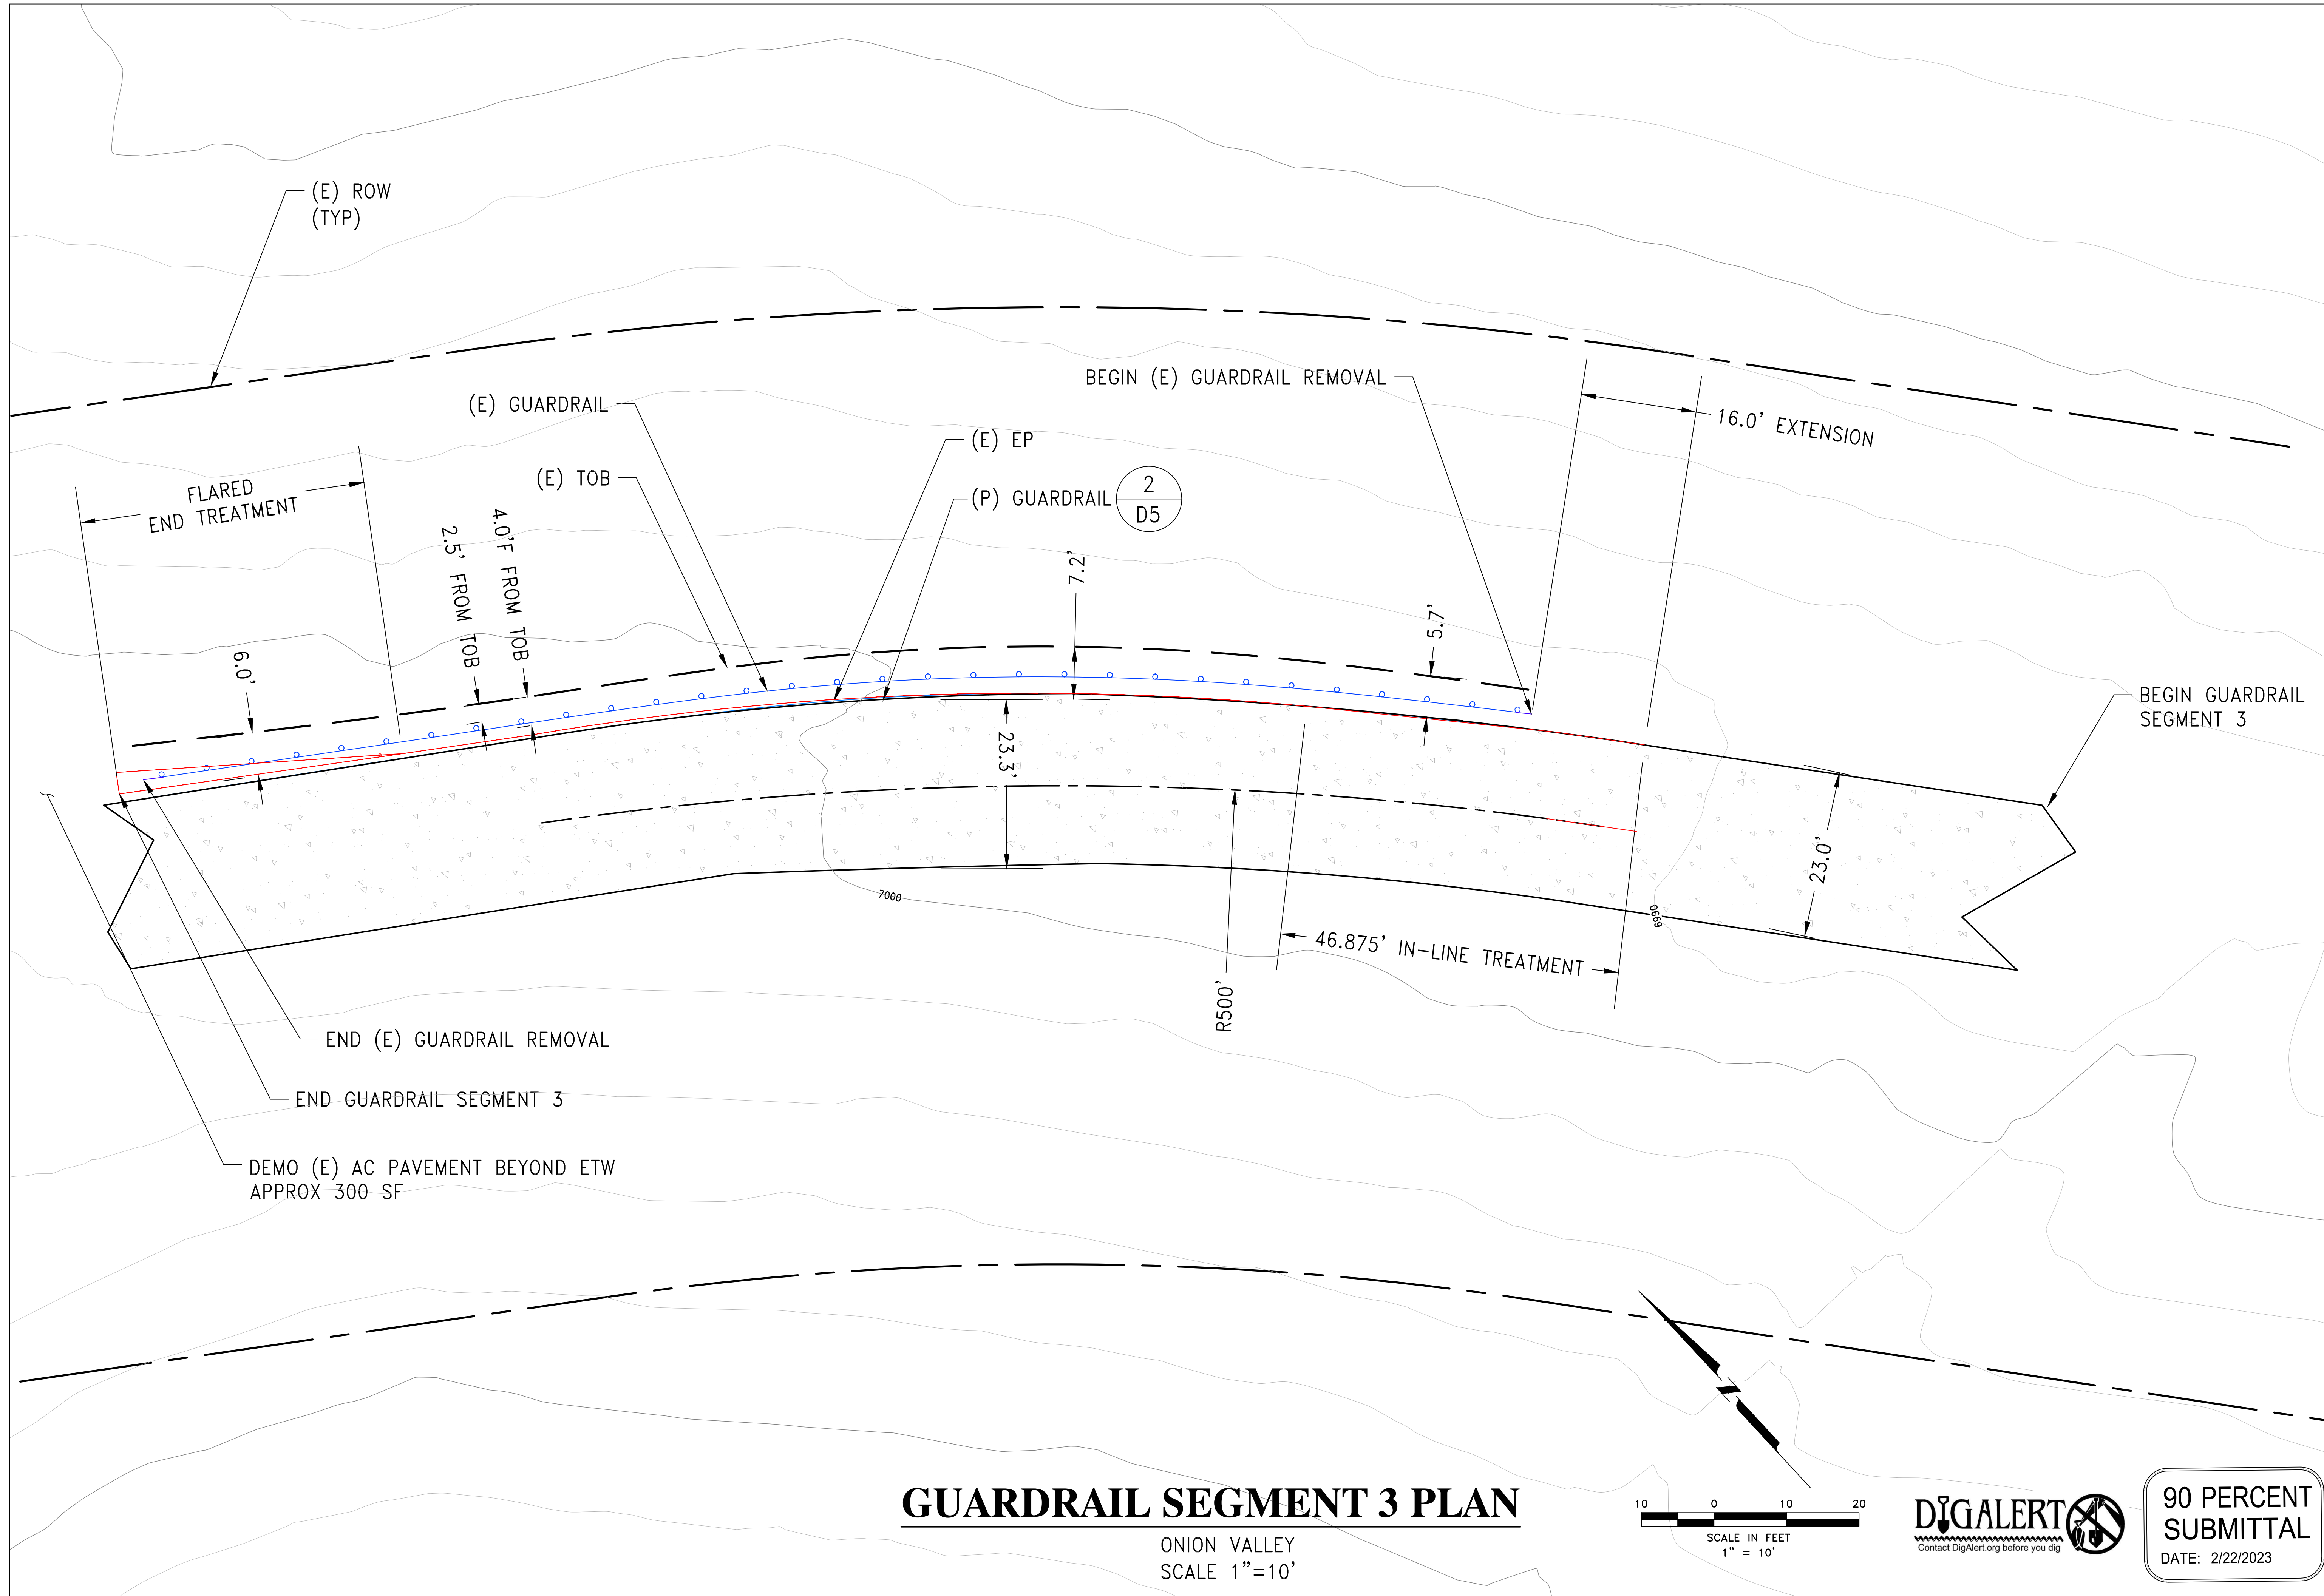 (E) ROW
(TYP)
BEGIN (E) GUARDRAIL REMOVAL
(E) GUARDRAIL
16.0' EXTENSION
(E) EP
(E) TOB
(P) GUARDRAIL
2
D5
FLARED
END TREATMENT
2.5' FROM TOB
4.0'F FROM TOB
7.2'
5.7'
6.0'
BEGIN GUARDRAIL
SEGMENT 3
23.3'
23.0'
7000
6990
46.875' IN-LINE TREATMENT
R500'
END (E) GUARDRAIL REMOVAL
END GUARDRAIL SEGMENT 3
DEMO (E) AC PAVEMENT BEYOND ETW
APPROX 300 SF
N
GUARDRAIL SEGMENT 3 PLAN
ONION VALLEY
SCALE 1"=10'
10 0 10 20
SCALE IN FEET
1" = 10'
DIGALERT
Contact DigAlert.org before you dig
90 PERCENT
SUBMITTAL
DATE: 2/22/2023